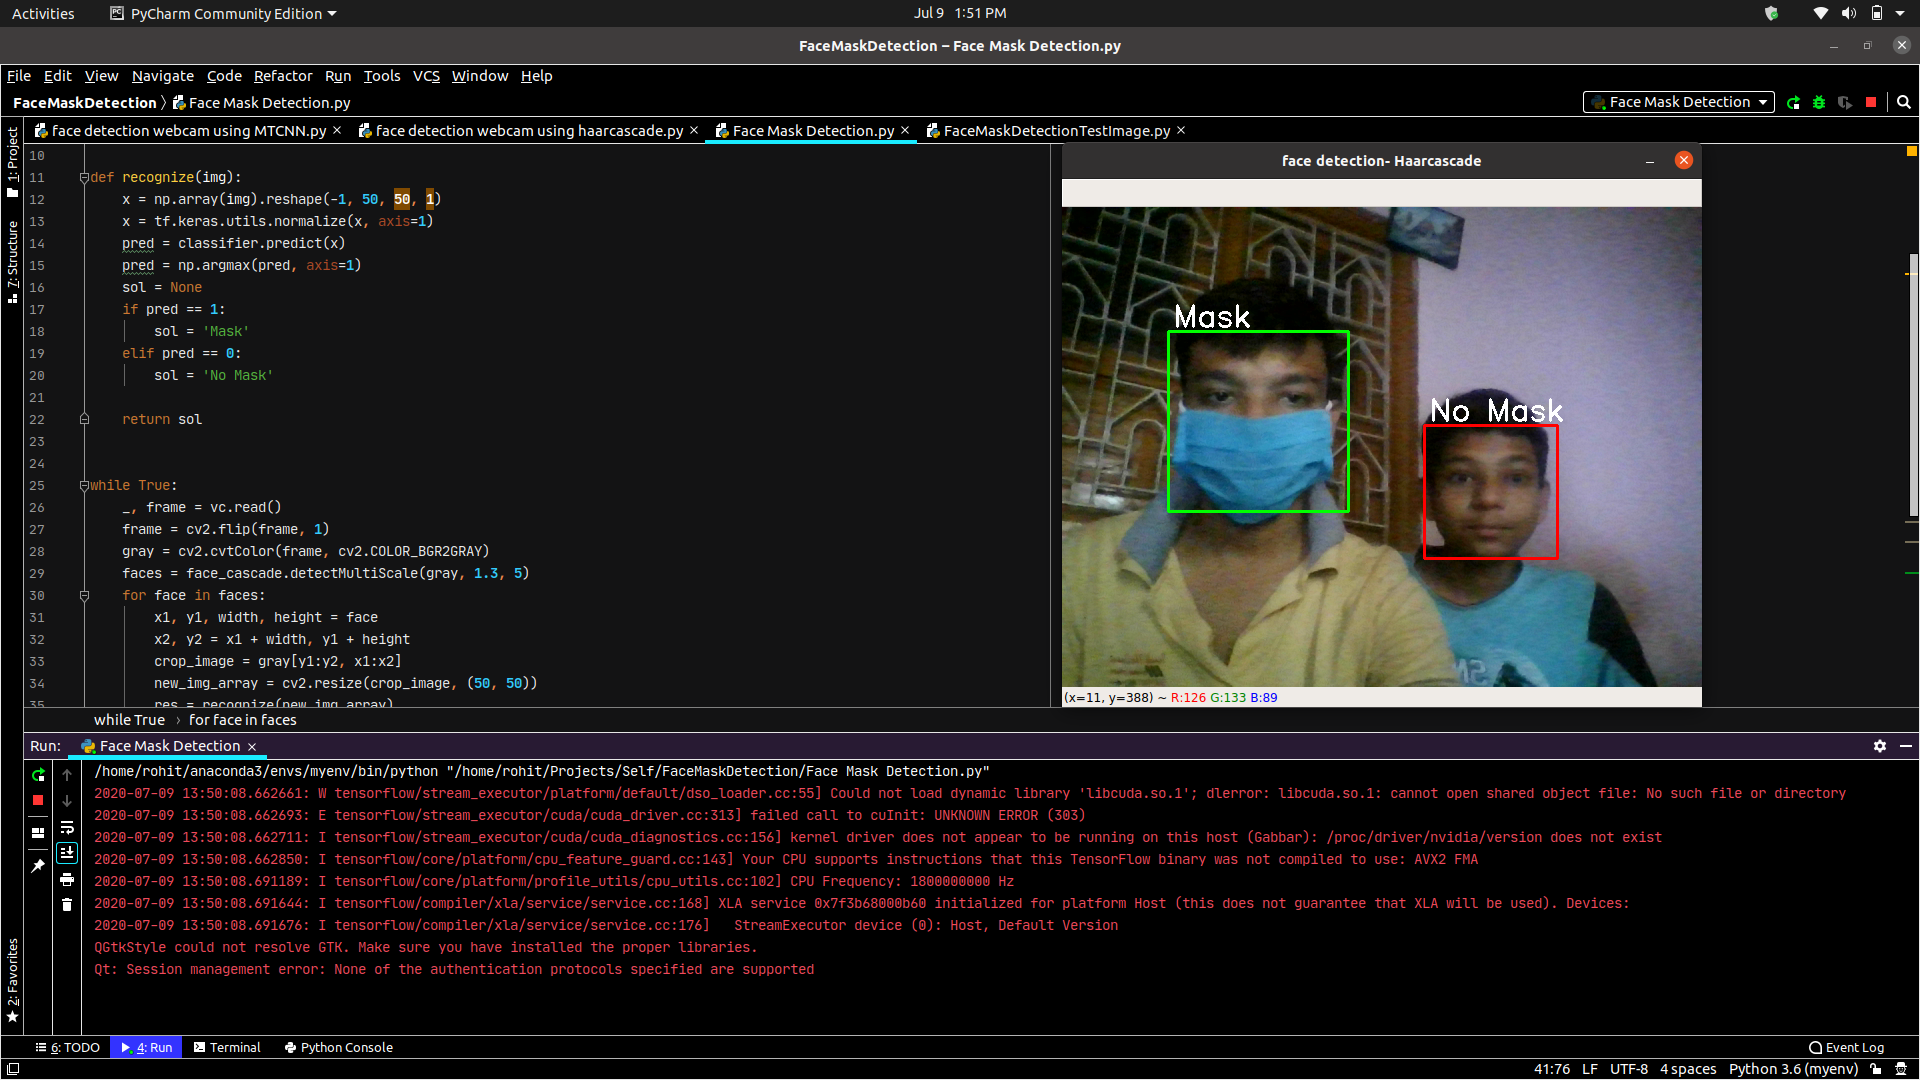 Activities PyCharm Community Edition Jul 9 1:51 PM
FaceMaskDetection – Face Mask Detection.py
File Edit View Navigate Code Refactor Run Tools VCS Window Help
FaceMaskDetection Face Mask Detection.py Face Mask Detection
face detection webcam using MTCNN.py face detection webcam using haarcascade.py Face Mask Detection.py FaceMaskDetectionTestImage.py
1: Project
7: Structure
2: Favorites
10
11 def recognize(img):
12 x = np.array(img).reshape(-1, 50, 50, 1)
13 x = tf.keras.utils.normalize(x, axis=1)
14 pred = classifier.predict(x)
15 pred = np.argmax(pred, axis=1)
16 sol = None
17 if pred == 1:
18 sol = 'Mask'
19 elif pred == 0:
20 sol = 'No Mask'
21
22 return sol
23
24
25 while True:
26 _, frame = vc.read()
27 frame = cv2.flip(frame, 1)
28 gray = cv2.cvtColor(frame, cv2.COLOR_BGR2GRAY)
29 faces = face_cascade.detectMultiScale(gray, 1.3, 5)
30 for face in faces:
31 x1, y1, width, height = face
32 x2, y2 = x1 + width, y1 + height
33 crop_image = gray[y1:y2, x1:x2]
34 new_img_array = cv2.resize(crop_image, (50, 50))
35 res = recognize(new_img_array)
while True › for face in faces
face detection- Haarcascade
Mask
No Mask
(x=11, y=388) ~ R:126 G:133 B:89
Run: Face Mask Detection
/home/rohit/anaconda3/envs/myenv/bin/python "/home/rohit/Projects/Self/FaceMaskDetection/Face Mask Detection.py"
2020-07-09 13:50:08.662661: W tensorflow/stream_executor/platform/default/dso_loader.cc:55] Could not load dynamic library 'libcuda.so.1'; dlerror: libcuda.so.1: cannot open shared object file: No such file or directory
2020-07-09 13:50:08.662693: E tensorflow/stream_executor/cuda/cuda_driver.cc:313] failed call to cuInit: UNKNOWN ERROR (303)
2020-07-09 13:50:08.662711: I tensorflow/stream_executor/cuda/cuda_diagnostics.cc:156] kernel driver does not appear to be running on this host (Gabbar): /proc/driver/nvidia/version does not exist
2020-07-09 13:50:08.662850: I tensorflow/core/platform/cpu_feature_guard.cc:143] Your CPU supports instructions that this TensorFlow binary was not compiled to use: AVX2 FMA
2020-07-09 13:50:08.691189: I tensorflow/core/platform/profile_utils/cpu_utils.cc:102] CPU Frequency: 1800000000 Hz
2020-07-09 13:50:08.691644: I tensorflow/compiler/xla/service/service.cc:168] XLA service 0x7f3b68000b60 initialized for platform Host (this does not guarantee that XLA will be used). Devices:
2020-07-09 13:50:08.691676: I tensorflow/compiler/xla/service/service.cc:176] StreamExecutor device (0): Host, Default Version
QGtkStyle could not resolve GTK. Make sure you have installed the proper libraries.
Qt: Session management error: None of the authentication protocols specified are supported
6: TODO 4: Run Terminal Python Console Event Log
41:76 LF UTF-8 4 spaces Python 3.6 (myenv)